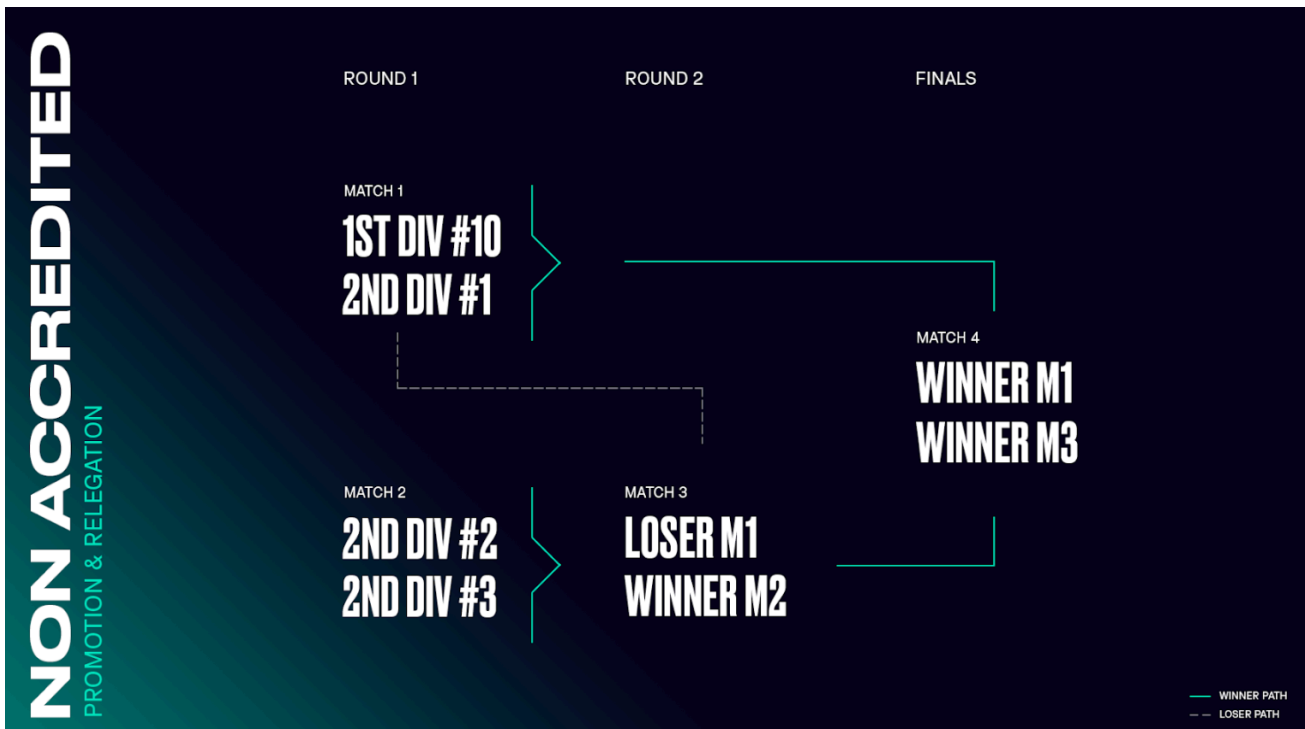 NON ACCREDITED
PROMOTION & RELEGATION
ROUND 1
ROUND 2
FINALS
MATCH 1
1ST DIV #10
2ND DIV #1
MATCH 4
WINNER M1
WINNER M3
MATCH 2
2ND DIV #2
2ND DIV #3
MATCH 3
LOSER M1
WINNER M2
WINNER PATH
LOSER PATH